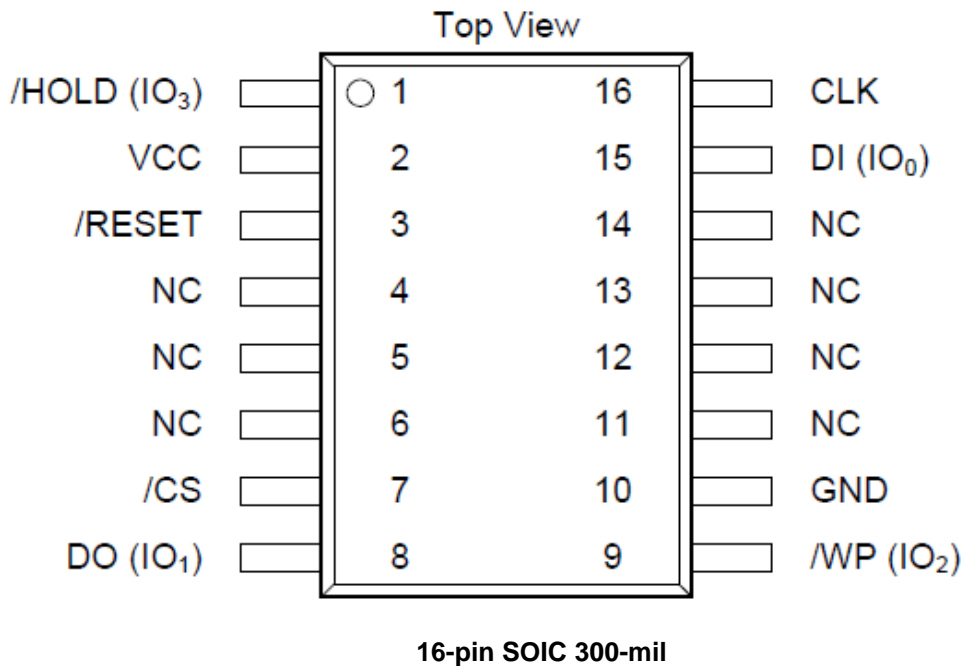 Top View
/HOLD (IO₃) 1 16 CLK
VCC 2 15 DI (IO₀)
/RESET 3 14 NC
NC 4 13 NC
NC 5 12 NC
NC 6 11 NC
/CS 7 10 GND
DO (IO₁) 8 9 /WP (IO₂)
16-pin SOIC 300-mil